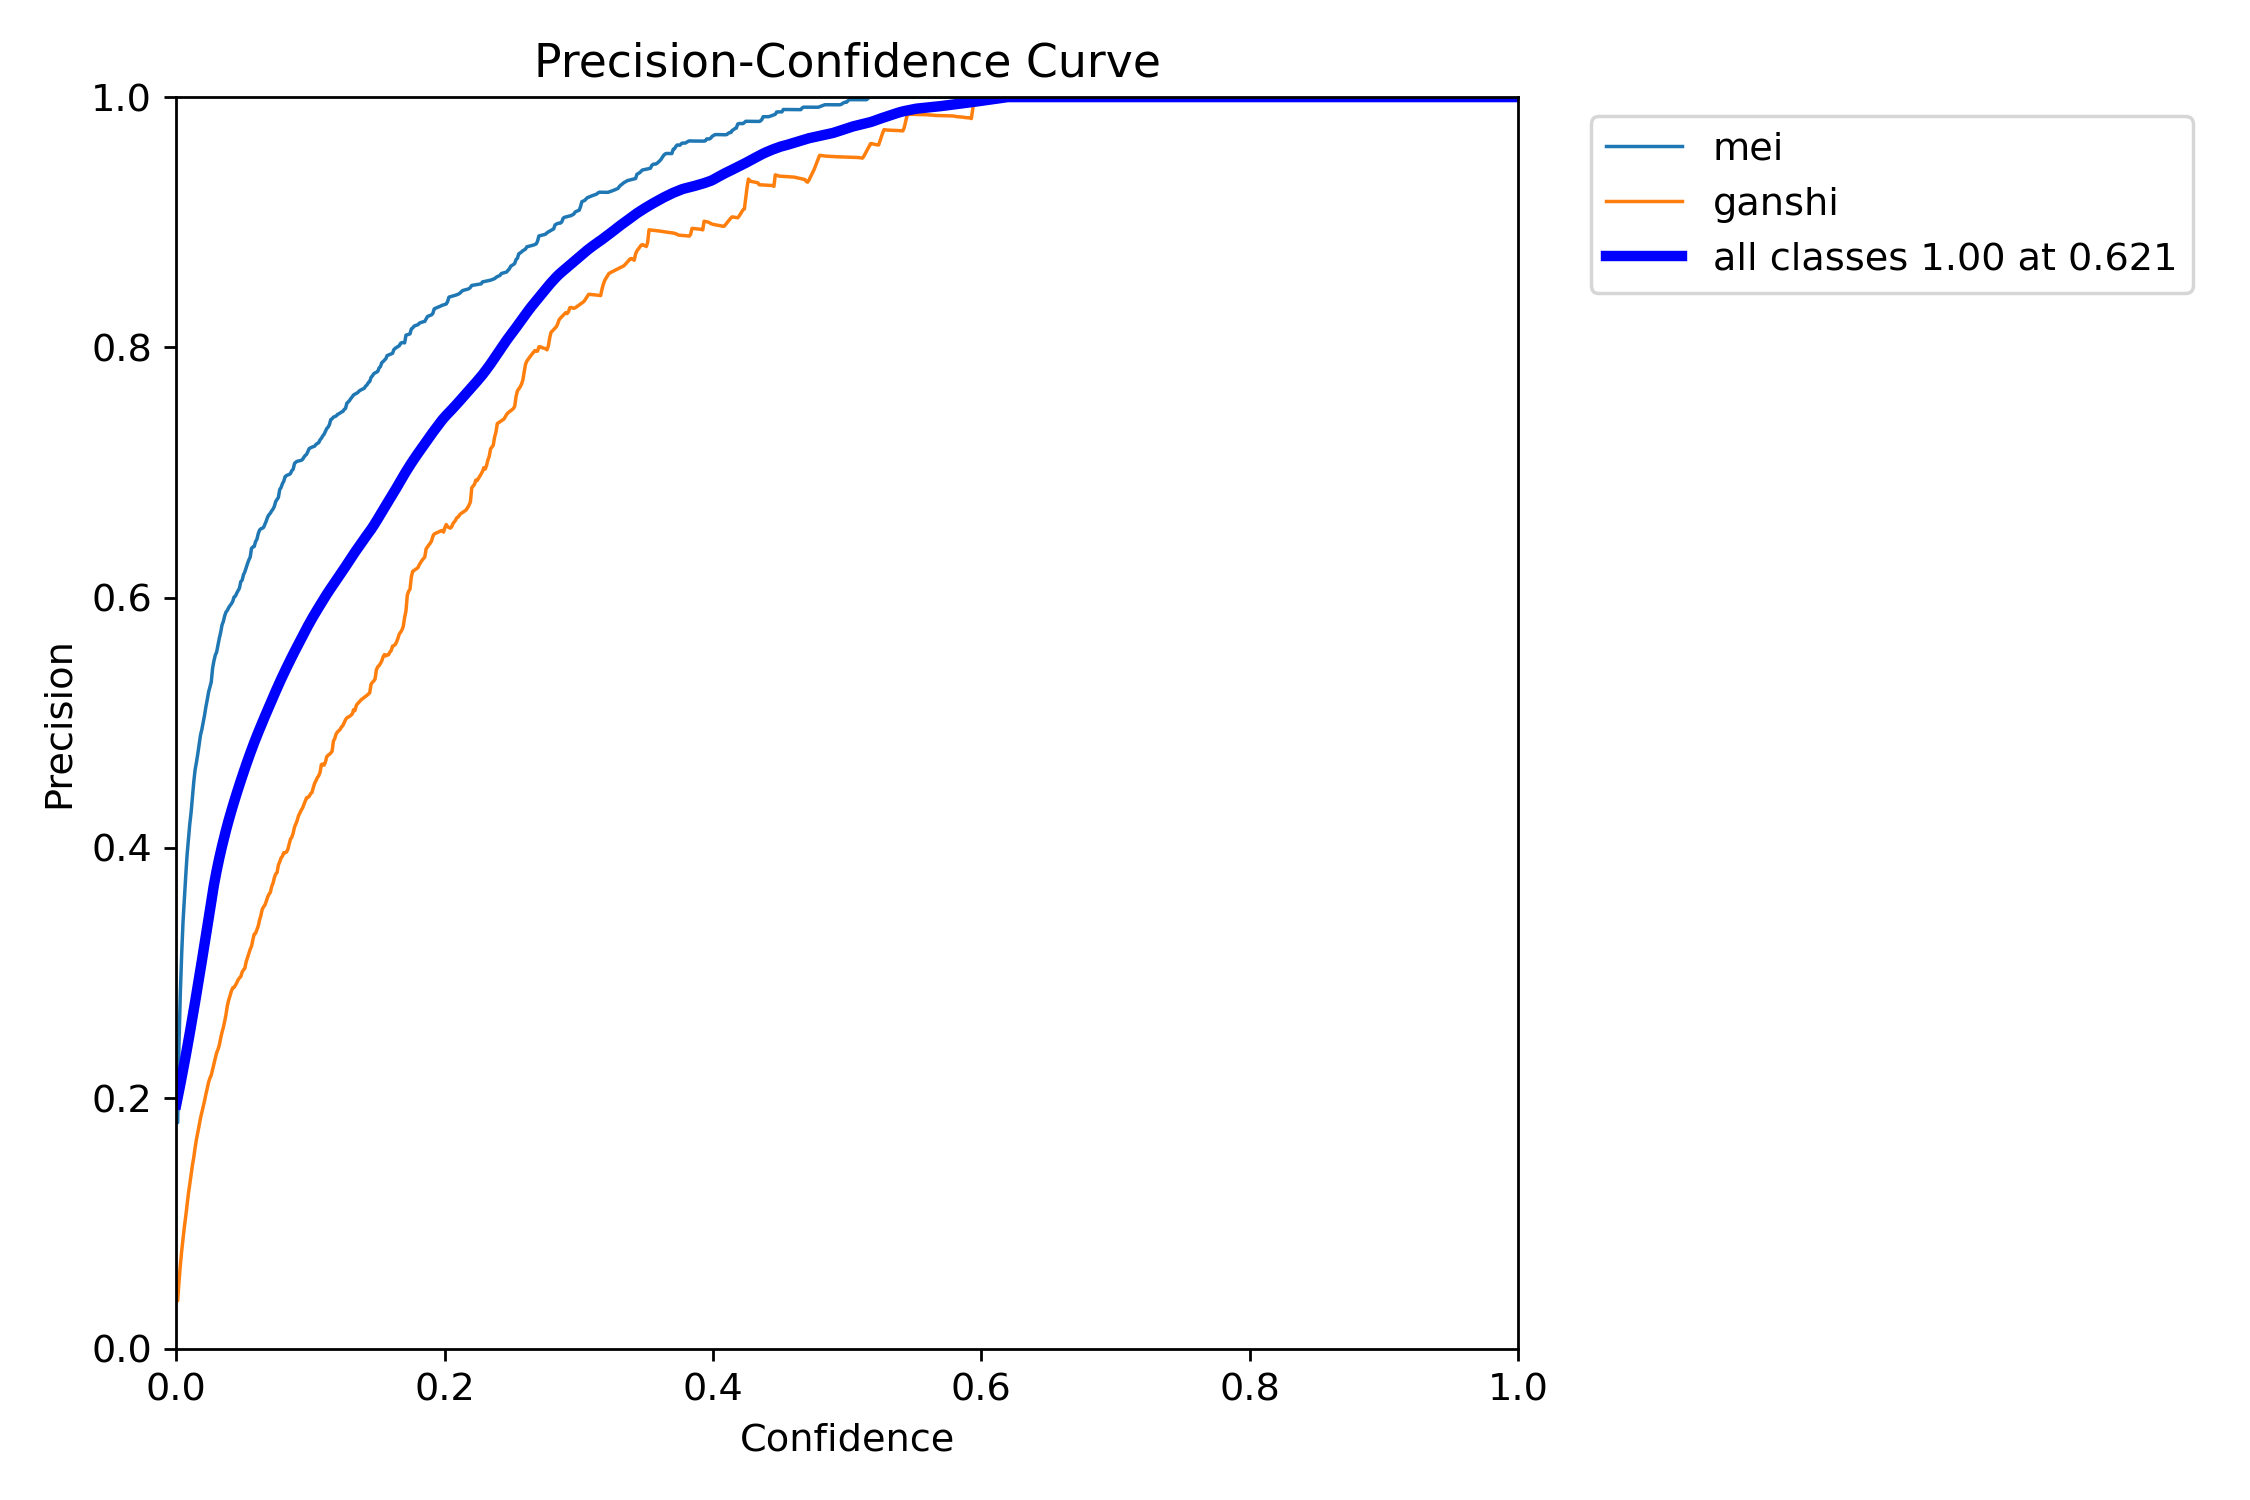 Precision-Confidence Curve
1.0
0.8
0.6
0.4
0.2
0.0
Precision
0.0 0.2 0.4 0.6 0.8 1.0
Confidence
mei
ganshi
all classes 1.00 at 0.621